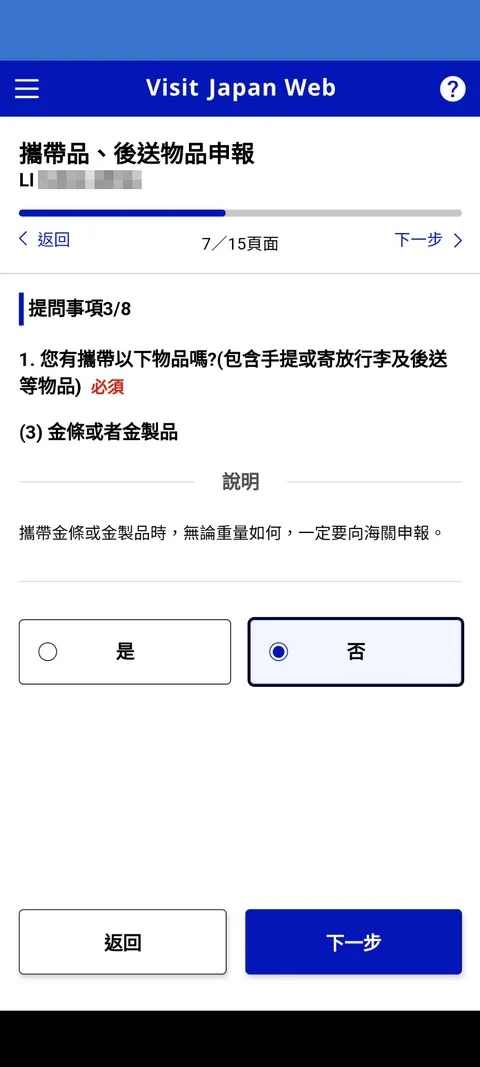 Visit Japan Web
?
攜帶品、後送物品申報
LI
返回
7／15頁面
下一步
提問事項3/8
1. 您有攜帶以下物品嗎?(包含手提或寄放行李及後送
等物品) 必須
(3) 金條或者金製品
說明
攜帶金條或金製品時，無論重量如何，一定要向海關申報。
是
否
返回
下一步